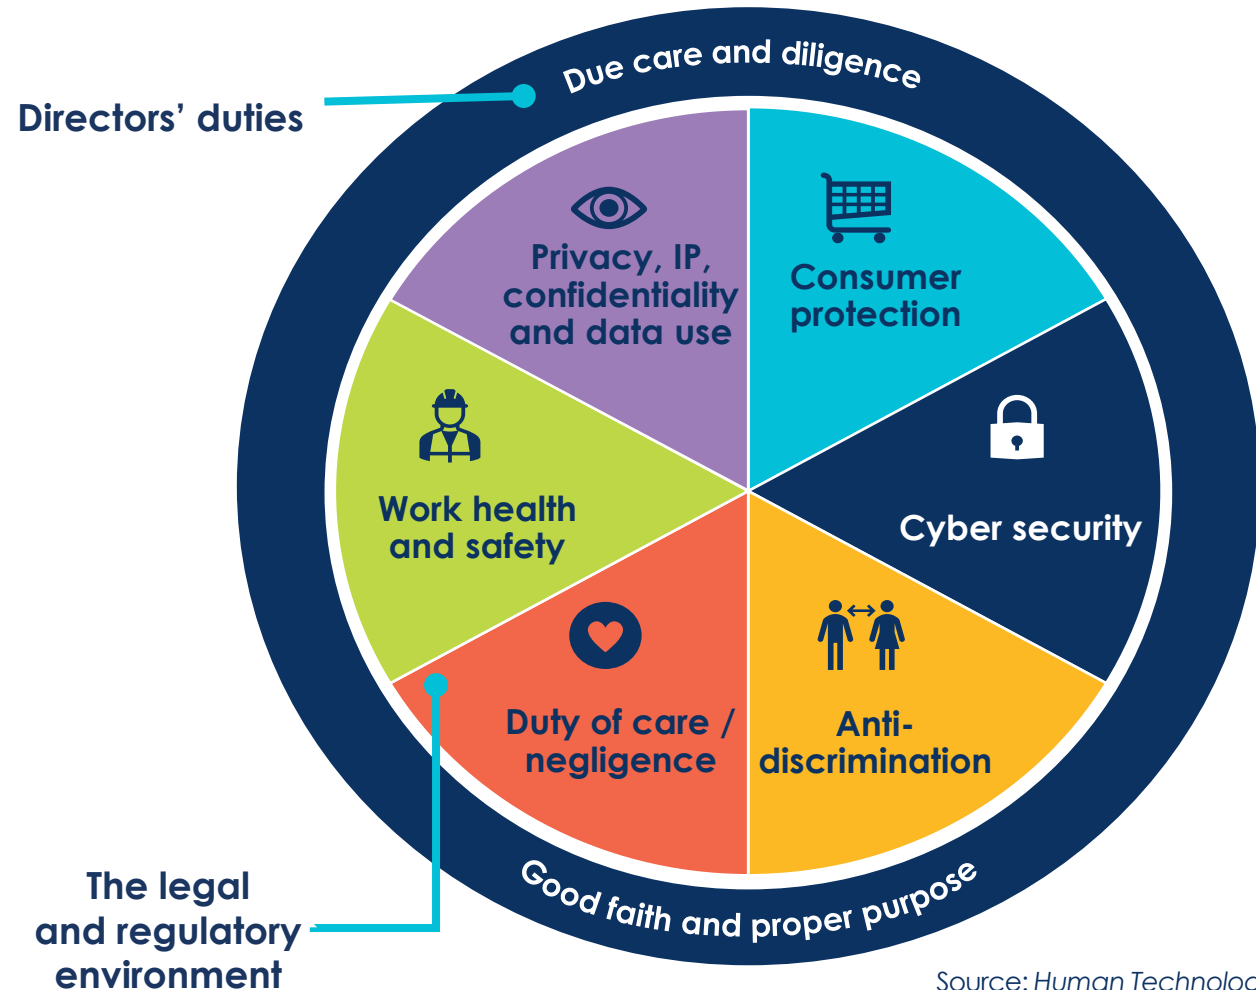 Due care and diligence
Directors’ duties
Privacy, IP,
confidentiality
and data use
Consumer
protection
Work health
and safety
Cyber security
Duty of care /
negligence
Anti-
discrimination
Good faith and proper purpose
The legal
and regulatory
environment
Source: Human Technolog